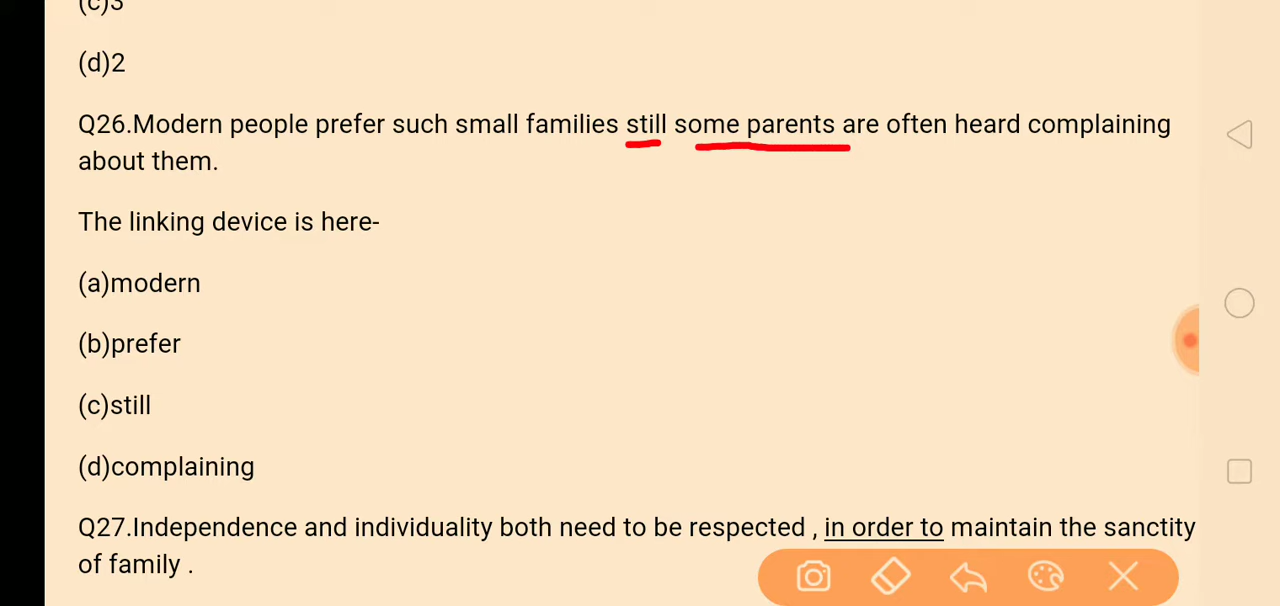 (c)3
(d)2
Q26.Modern people prefer such small families still some parents are often heard complaining
about them.
The linking device is here-
(a)modern
(b)prefer
(c)still
(d)complaining
Q27.Independence and individuality both need to be respected , in order to maintain the sanctity
of family .